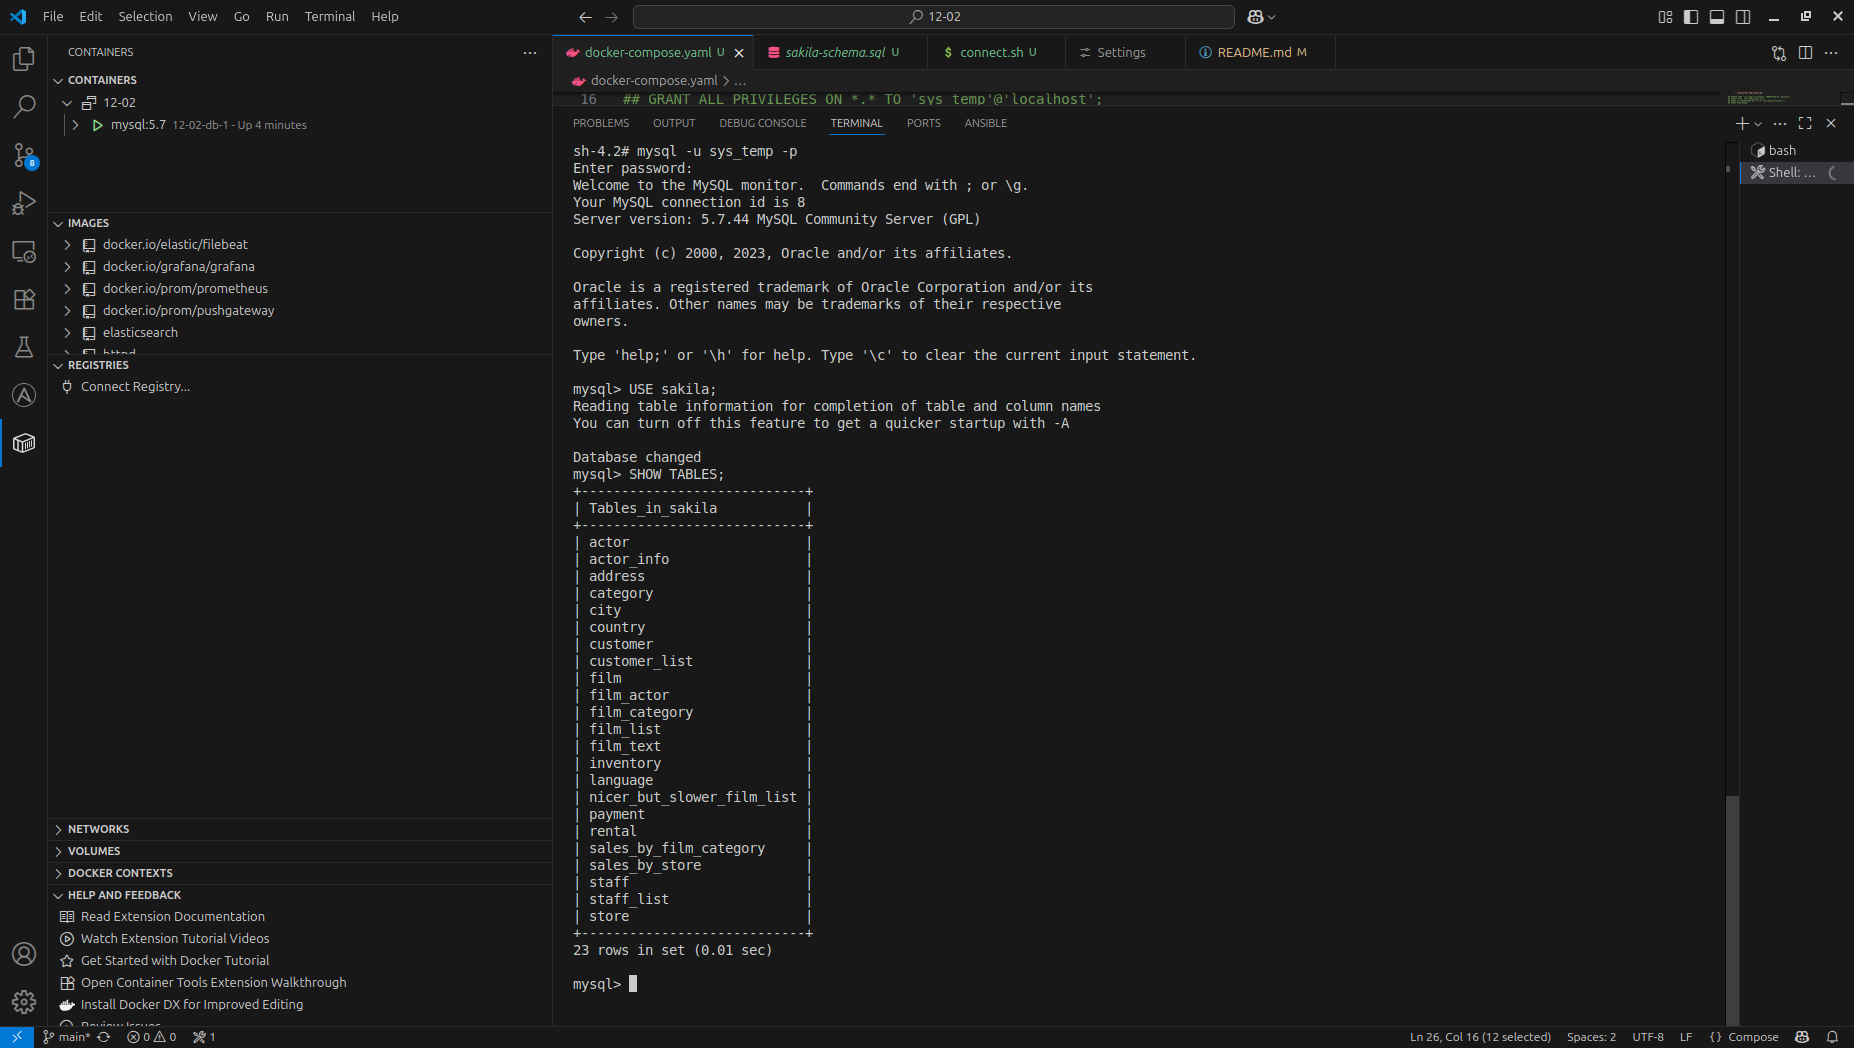 File Edit Selection View Go Run Terminal Help
12-02
CONTAINERS
CONTAINERS
12-02
mysql:5.7 12-02-db-1 - Up 4 minutes
8
IMAGES
docker.io/elastic/filebeat
docker.io/grafana/grafana
docker.io/prom/prometheus
docker.io/prom/pushgateway
elasticsearch
httpd
REGISTRIES
Connect Registry...
NETWORKS
VOLUMES
DOCKER CONTEXTS
HELP AND FEEDBACK
Read Extension Documentation
Watch Extension Tutorial Videos
Get Started with Docker Tutorial
Open Container Tools Extension Walkthrough
Install Docker DX for Improved Editing
Review Issues
docker-compose.yaml U
sakila-schema.sql U
connect.sh U
Settings
README.md M
docker-compose.yaml > ...
16 ## GRANT ALL PRIVILEGES ON *.* TO 'sys_temp'@'localhost';
PROBLEMS OUTPUT DEBUG CONSOLE TERMINAL PORTS ANSIBLE
bash
Shell: ...
sh-4.2# mysql -u sys_temp -p
Enter password:
Welcome to the MySQL monitor.  Commands end with ; or \g.
Your MySQL connection id is 8
Server version: 5.7.44 MySQL Community Server (GPL)
Copyright (c) 2000, 2023, Oracle and/or its affiliates.
Oracle is a registered trademark of Oracle Corporation and/or its
affiliates. Other names may be trademarks of their respective
owners.
Type 'help;' or '\h' for help. Type '\c' to clear the current input statement.
mysql> USE sakila;
Reading table information for completion of table and column names
You can turn off this feature to get a quicker startup with -A
Database changed
mysql> SHOW TABLES;
+----------------------------+
| Tables_in_sakila           |
+----------------------------+
| actor                      |
| actor_info                 |
| address                    |
| category                   |
| city                       |
| country                    |
| customer                   |
| customer_list              |
| film                       |
| film_actor                 |
| film_category              |
| film_list                  |
| film_text                  |
| inventory                  |
| language                   |
| nicer_but_slower_film_list |
| payment                    |
| rental                     |
| sales_by_film_category     |
| sales_by_store             |
| staff                      |
| staff_list                 |
| store                      |
+----------------------------+
23 rows in set (0.01 sec)
mysql>
main* 0 0 1
Ln 26, Col 16 (12 selected) Spaces: 2 UTF-8 LF {} Compose